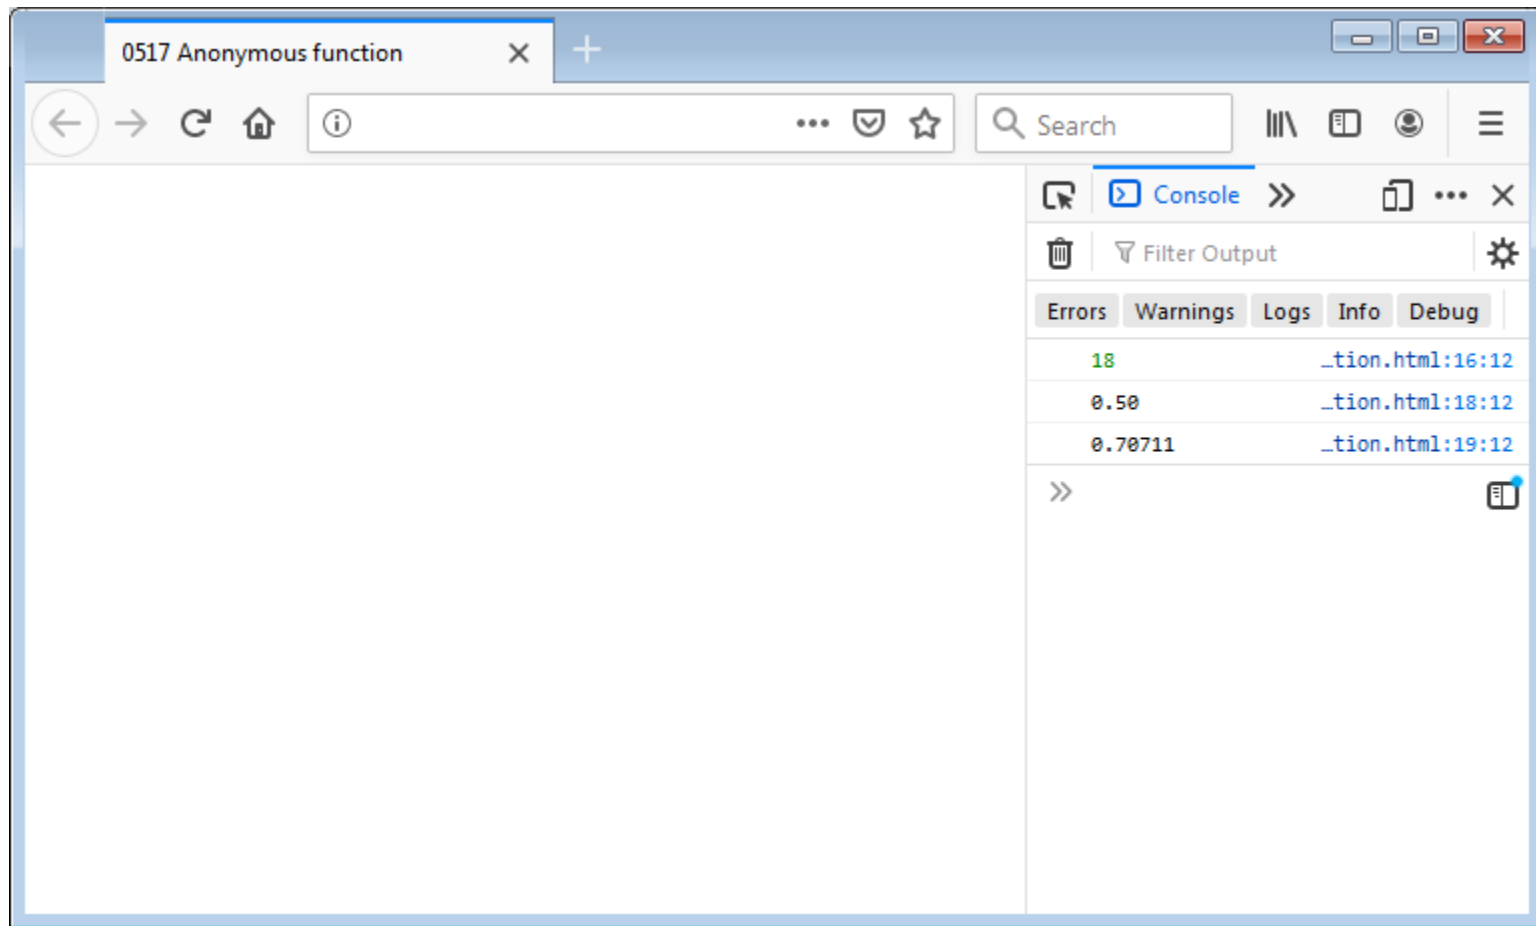 0517 Anonymous function
Search
Console
Filter Output
Errors Warnings Logs Info Debug
18 …tion.html:16:12
0.50 …tion.html:18:12
0.70711 …tion.html:19:12